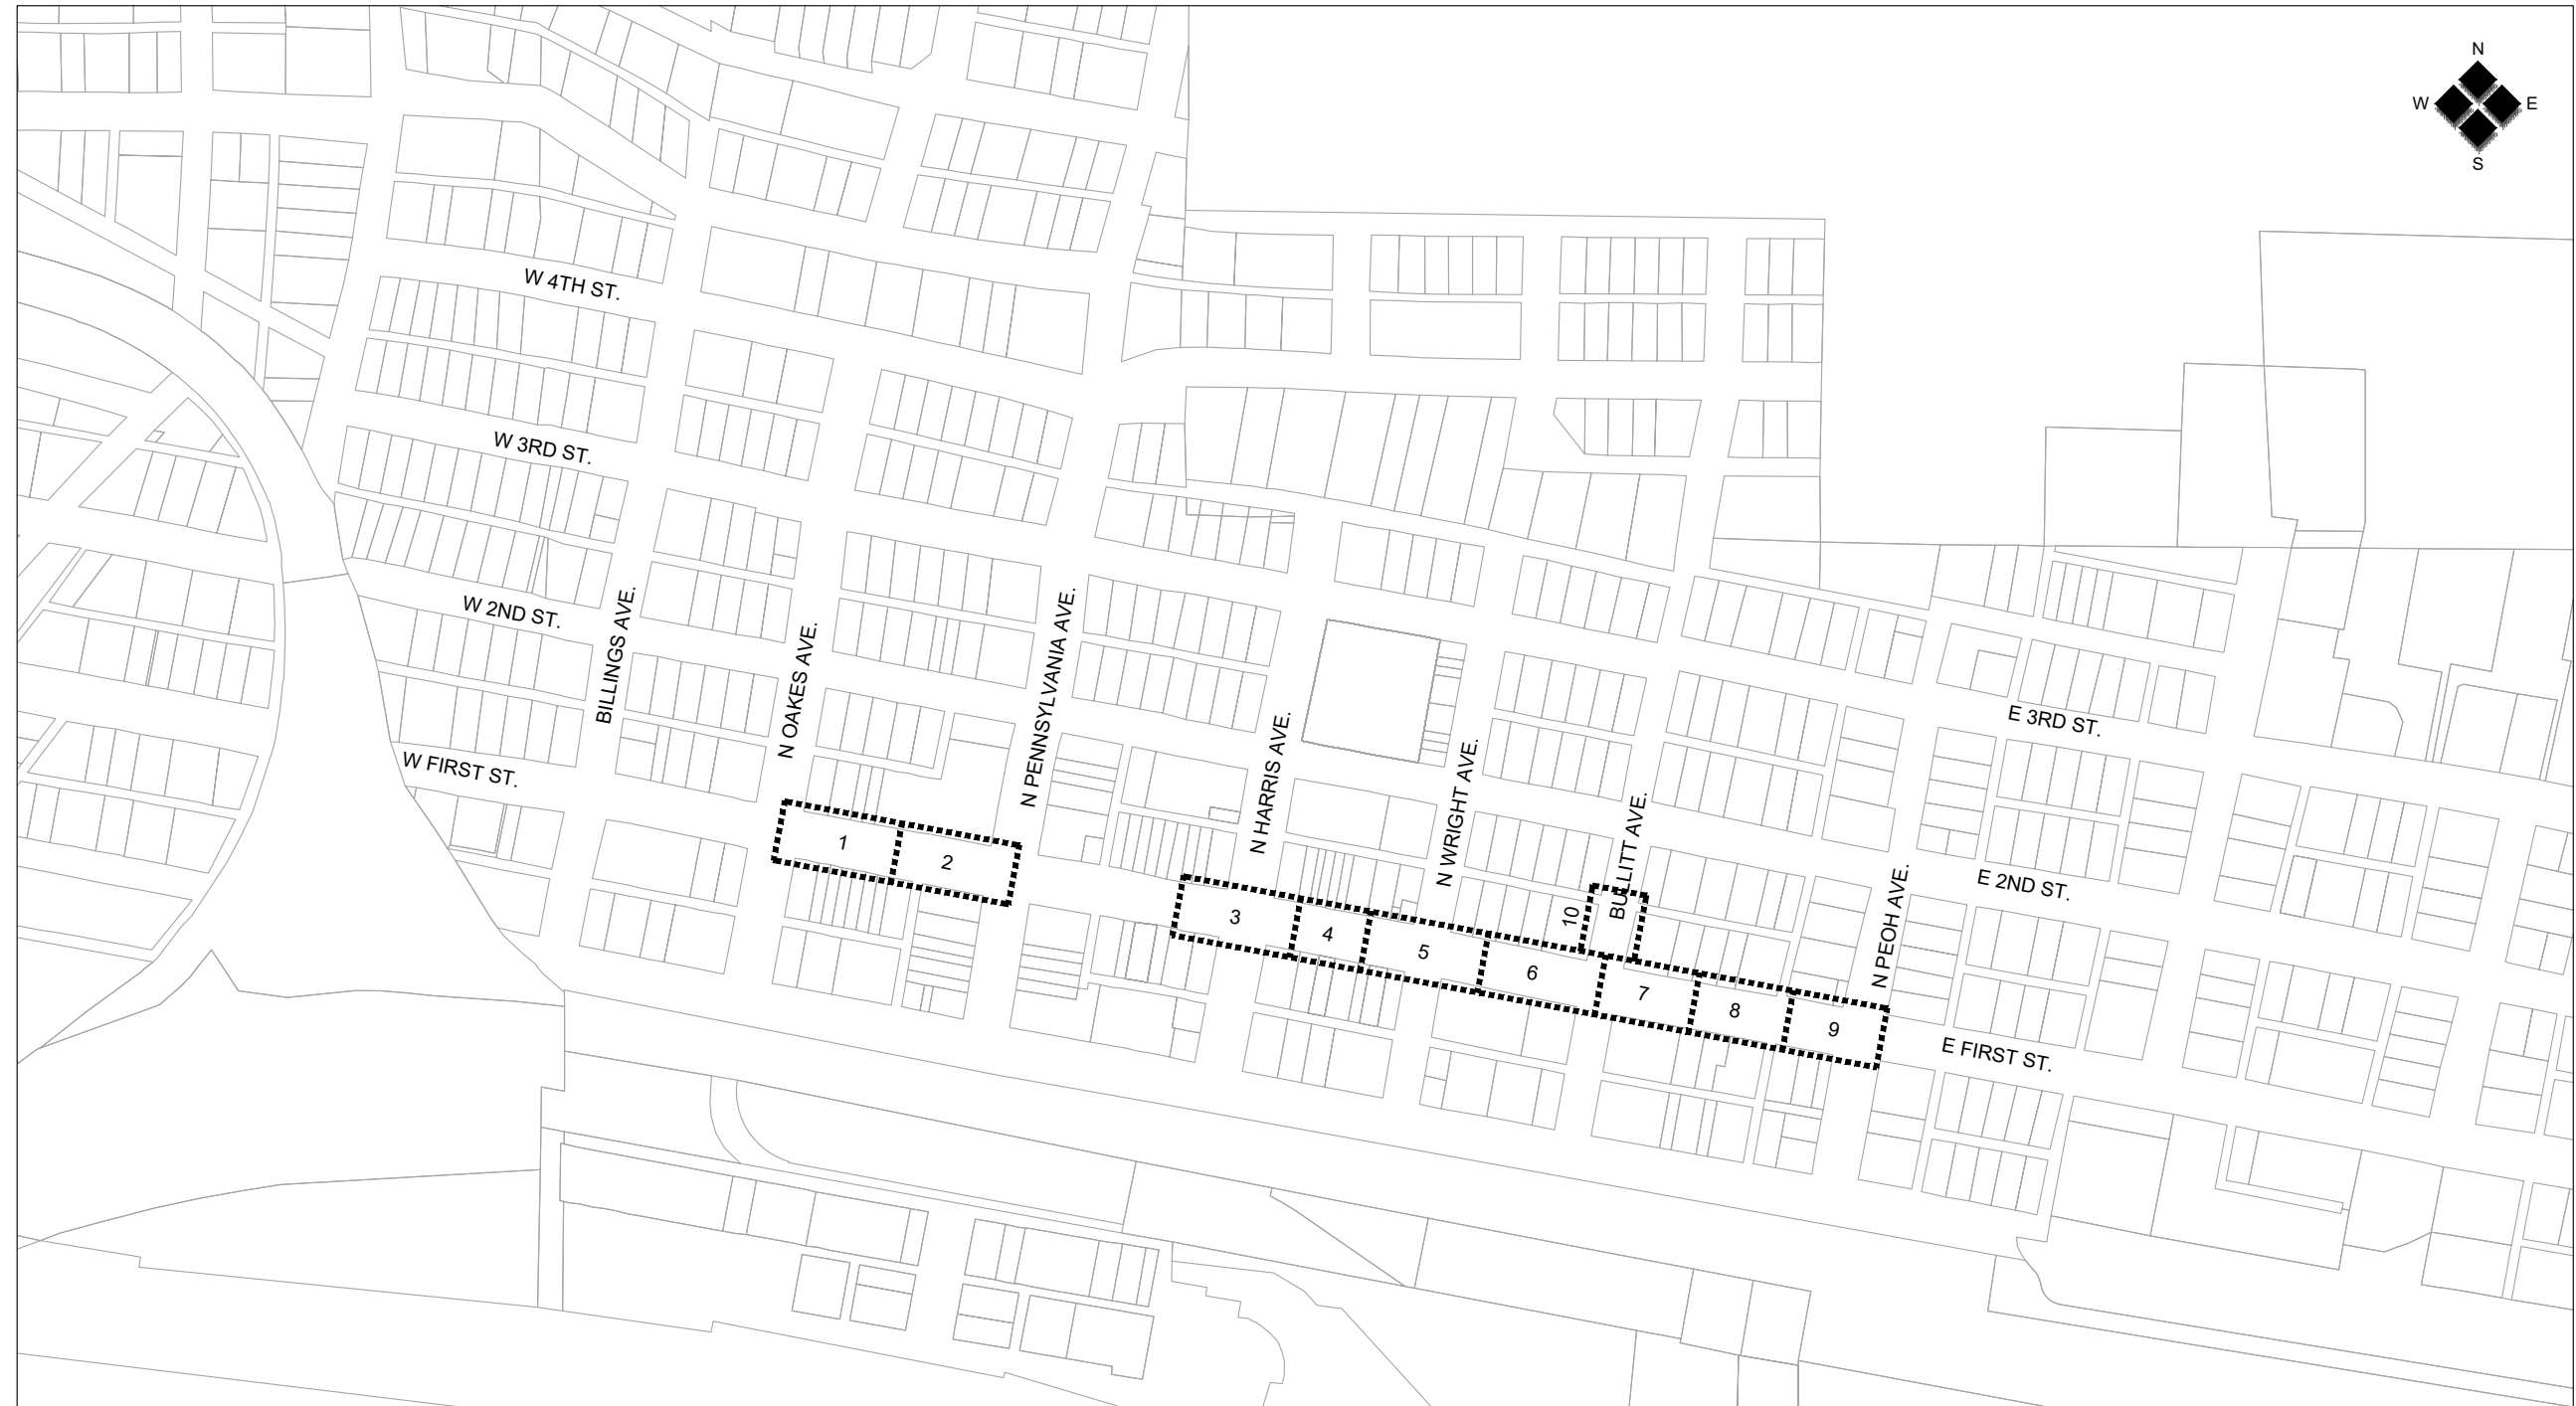 N
W
E
S
W 4TH ST.
W 3RD ST.
W 2ND ST.
BILLINGS AVE.
N OAKES AVE.
N PENNSYLVANIA AVE.
W FIRST ST.
N HARRIS AVE.
N WRIGHT AVE.
BULLITT AVE.
N PEOH AVE.
E 3RD ST.
E 2ND ST.
E FIRST ST.
1
2
3
4
5
6
10
7
8
9